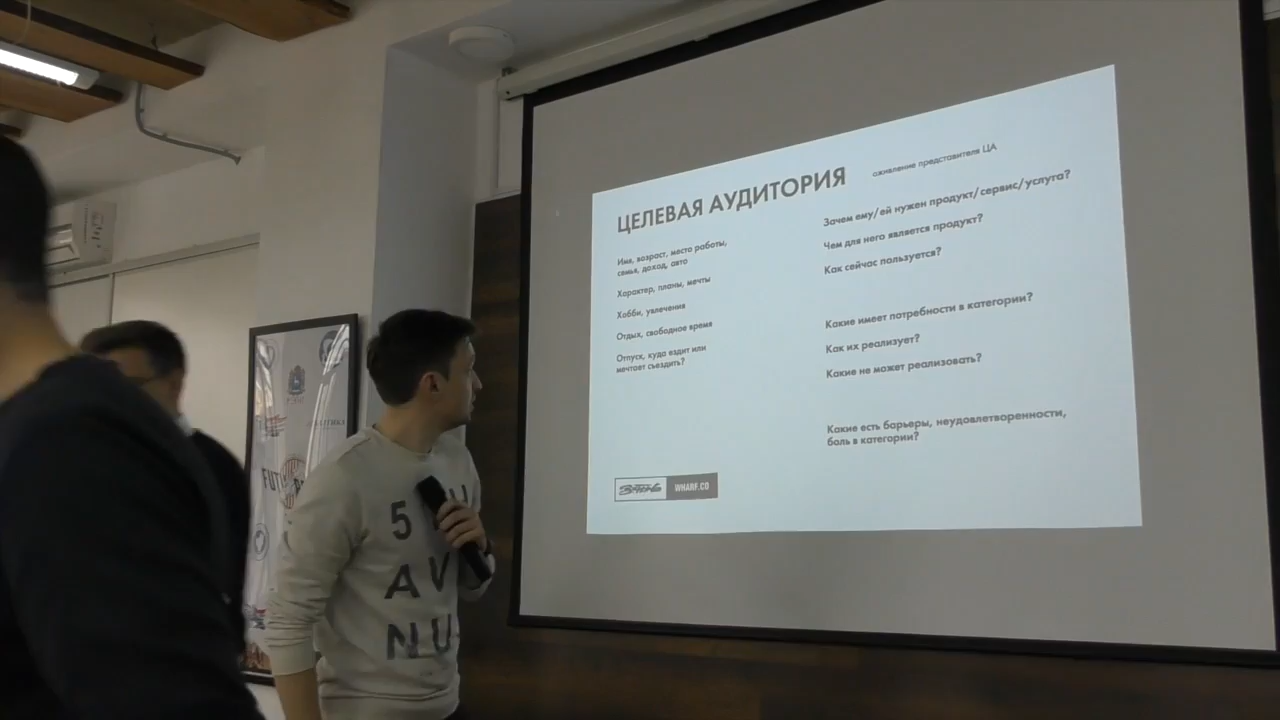 ЦЕЛЕВАЯ АУДИТОРИЯ
оживление представителя ЦА
Имя, возраст, место работы,
семья, доход, авто
Характер, планы, мечты
Хобби, увлечения
Отдых, свободное время
Отпуск, куда ездит или
мечтает съездить?
Зачем ему/ей нужен продукт/сервис/услуга?
Чем для него является продукт?
Как сейчас пользуется?
Какие имеет потребности в категории?
Как их реализует?
Какие не может реализовать?
Какие есть барьеры, неудовлетворенности,
боль в категории?
WHARF.CO
5
AV
NU